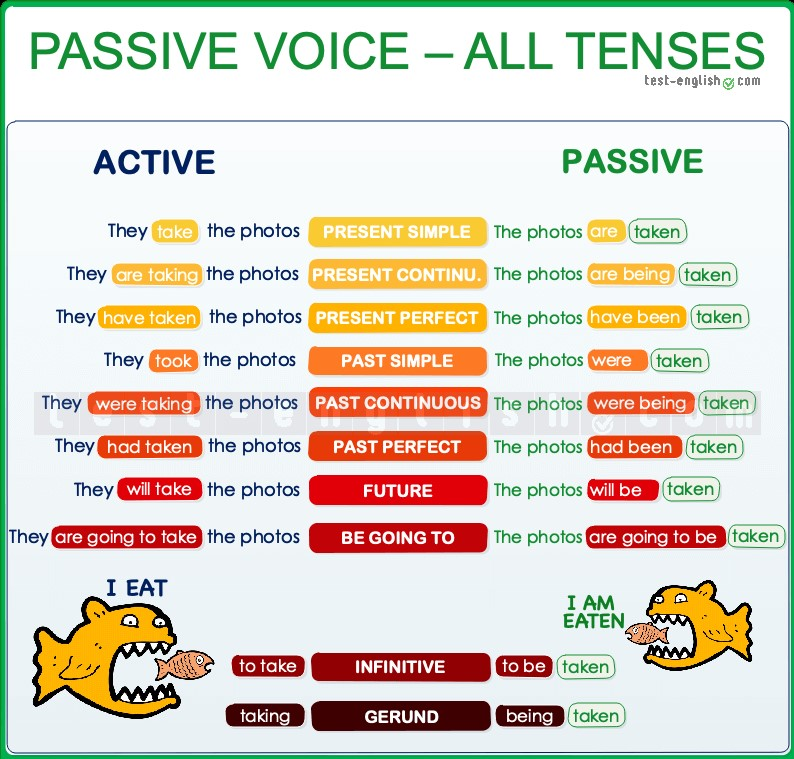 PASSIVE VOICE – ALL TENSES
test-english com
ACTIVE PASSIVE
They take the photos PRESENT SIMPLE The photos are taken
They are taking the photos PRESENT CONTINU. The photos are being taken
They have taken the photos PRESENT PERFECT The photos have been taken
They took the photos PAST SIMPLE The photos were taken
They were taking the photos PAST CONTINUOUS The photos were being taken
test-english com
They had taken the photos PAST PERFECT The photos had been taken
They will take the photos FUTURE The photos will be taken
They are going to take the photos BE GOING TO The photos are going to be taken
I EAT
I AM
EATEN
to take INFINITIVE to be taken
taking GERUND being taken